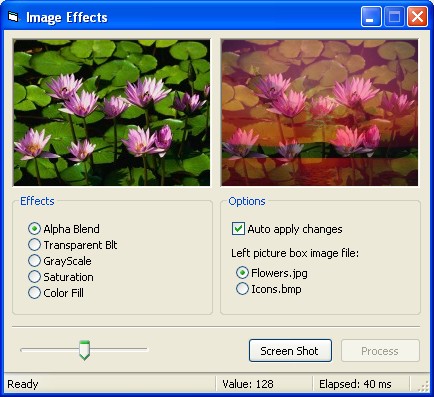 Image Effects
Effects
Alpha Blend
Transparent Blt
GrayScale
Saturation
Color Fill
Options
Auto apply changes
Left picture box image file:
Flowers.jpg
Icons.bmp
Screen Shot
Process
Ready
Value: 128
Elapsed: 40 ms